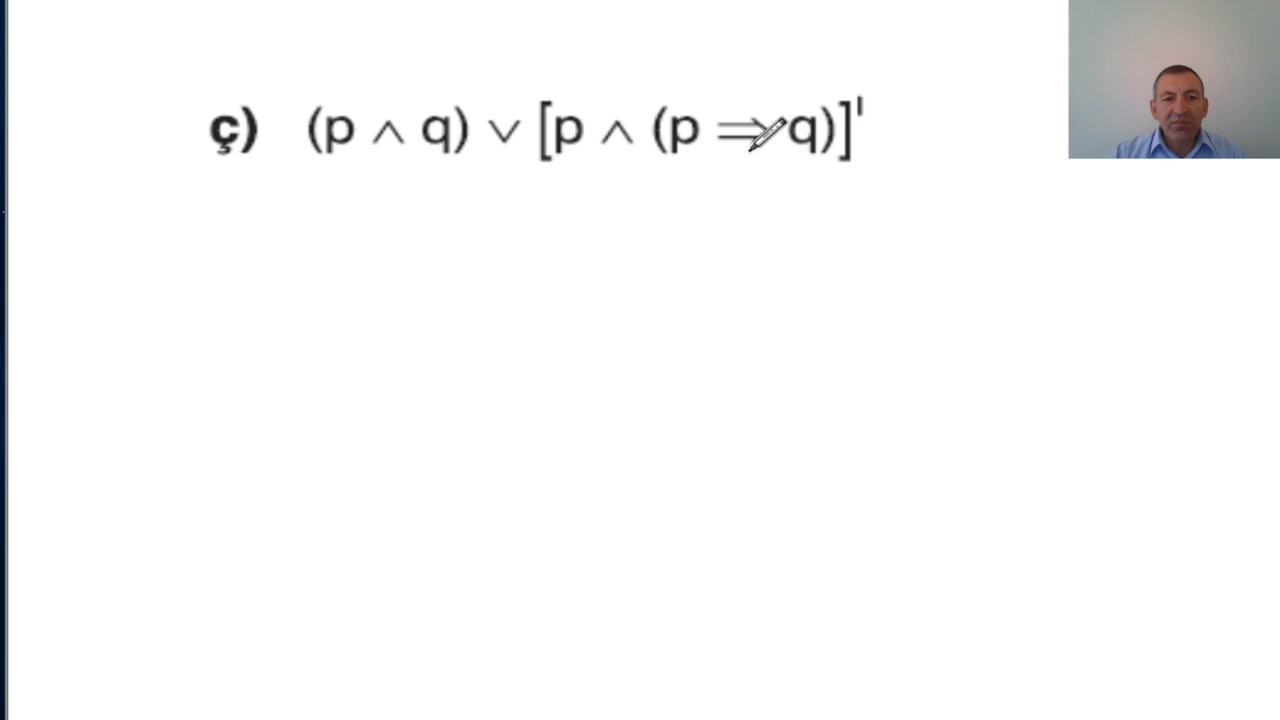 ç) (p ∧ q) ∨ [p ∧ (p ⇒ q)]'